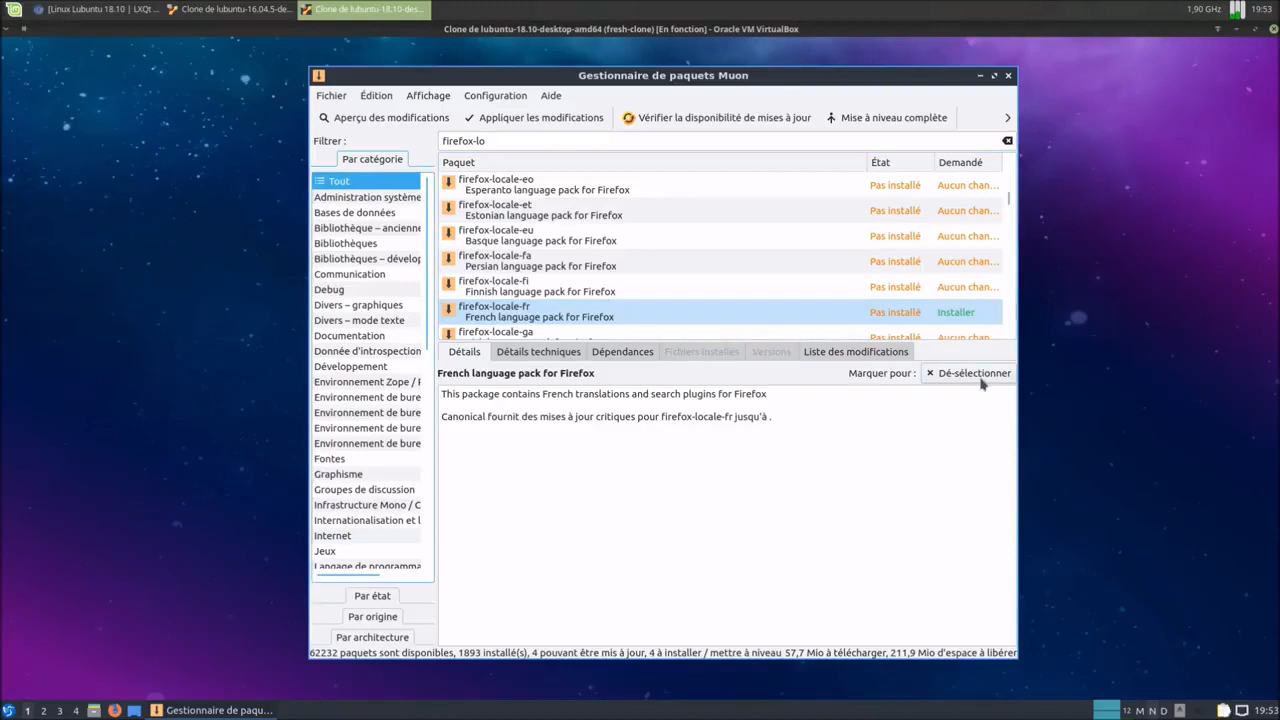 [Linux Lubuntu 18.10 | LXQt ...
Clone de lubuntu-16.04.5-de...
Clone de lubuntu-18.10-des...
1,90 GHz
19:53
Clone de lubuntu-18.10-desktop-amd64 (fresh-clone) [En fonction] - Oracle VM VirtualBox
Gestionnaire de paquets Muon
Fichier Édition Affichage Configuration Aide
Aperçu des modifications Appliquer les modifications Vérifier la disponibilité de mises à jour Mise à niveau complète
Filtrer :
firefox-lo
Par catégorie
Tout
Administration système
Bases de données
Bibliothèque – ancienne
Bibliothèques
Bibliothèques – dévelop
Communication
Debug
Divers – graphiques
Divers – mode texte
Documentation
Donnée d'introspection
Développement
Environnement Zope / F
Environnement de bure
Environnement de bure
Environnement de bure
Environnement de bure
Fontes
Graphisme
Groupes de discussion
Infrastructure Mono / C
Internationalisation et l
Internet
Jeux
Langage de programma
Par état
Par origine
Par architecture
Paquet État Demandé
firefox-locale-eo
Esperanto language pack for Firefox
Pas installé Aucun chan...
firefox-locale-et
Estonian language pack for Firefox
Pas installé Aucun chan...
firefox-locale-eu
Basque language pack for Firefox
Pas installé Aucun chan...
firefox-locale-fa
Persian language pack for Firefox
Pas installé Aucun chan...
firefox-locale-fi
Finnish language pack for Firefox
Pas installé Aucun chan...
firefox-locale-fr
French language pack for Firefox
Pas installé Installer
firefox-locale-ga
Pas installé Aucun chan...
Détails Détails techniques Dépendances Fichiers installés Versions Liste des modifications
French language pack for Firefox Marquer pour : Dé-sélectionner
This package contains French translations and search plugins for Firefox
Canonical fournit des mises à jour critiques pour firefox-locale-fr jusqu'à .
62232 paquets sont disponibles, 1893 installé(s), 4 pouvant être mis à jour, 4 à installer / mettre à niveau 57,7 Mio à télécharger, 211,9 Mio d'espace à libérer
1 2 3 4 Gestionnaire de paqu... 12 M N D 19:53